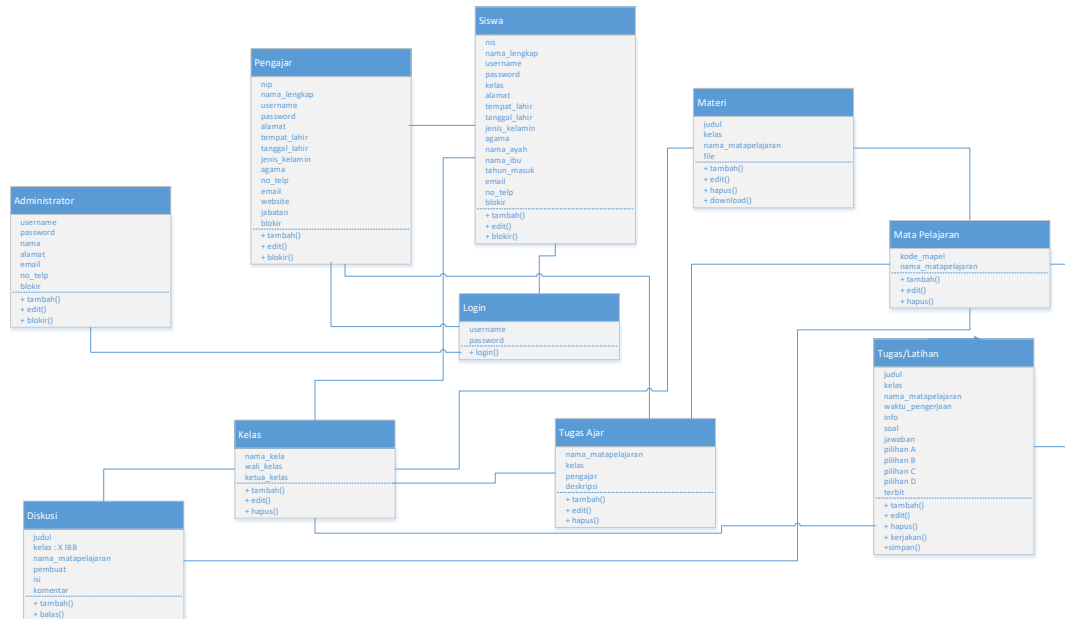 Siswa
nis
nama_lengkap
username
password
kelas
alamat
tempat_lahir
tanggal_lahir
jenis_kelamin
agama
nama_ayah
nama_ibu
tahun_masuk
email
no_telp
blokir
+ tambah()
+ edit()
+ blokir()
Pengajar
nip
nama_lengkap
username
password
alamat
tempat_lahir
tanggal_lahir
jenis_kelamin
agama
no_telp
email
website
jabatan
blokir
+ tambah()
+ edit()
+ blokir()
Materi
judul
kelas
nama_matapelajaran
file
+ tambah()
+ edit()
+ hapus()
+ download()
Administrator
username
password
nama
alamat
email
no_telp
blokir
+ tambah()
+ edit()
+ blokir()
Mata Pelajaran
kode_mapel
nama_matapelajaran
+ tambah()
+ edit()
+ hapus()
Login
username
password
+ login()
Tugas/Latihan
judul
kelas
nama_matapelajaran
waktu_pengerjaan
info
soal
jawaban
pilihan A
pilihan B
pilihan C
pilihan D
terbit
+ tambah()
+ edit()
+ hapus()
+ kerjakan()
+simpan()
Kelas
nama_kela
wali_kelas
ketua_kelas
+ tambah()
+ edit()
+ hapus()
Tugas Ajar
nama_matapelajaran
kelas
pengajar
deskripsi
+ tambah()
+ edit()
+ hapus()
Diskusi
judul
kelas : X IBB
nama_matapelajaran
pembuat
isi
komentar
+ tambah()
+ balas()